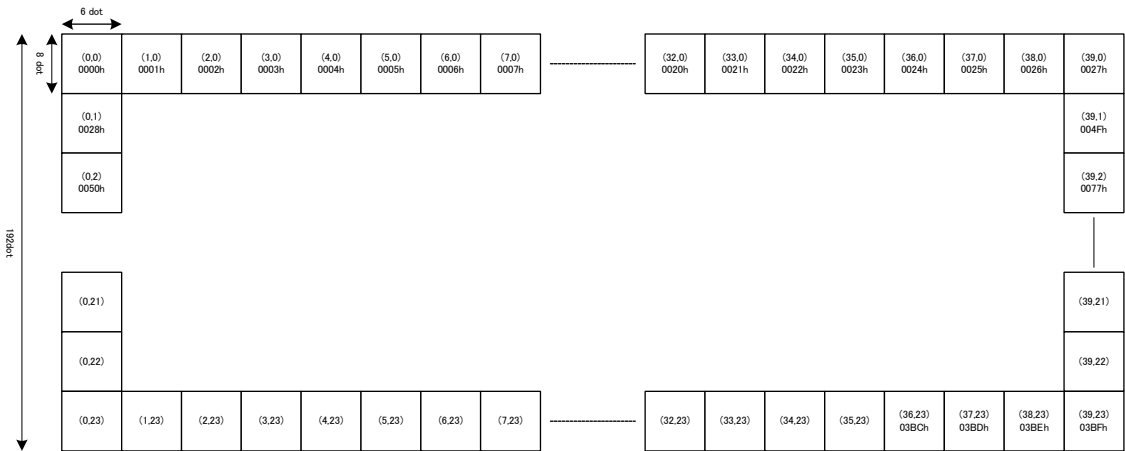 6 dot
8 dot
192dot
(0,0) (1,0) (2,0) (3,0) (4,0) (5,0) (6,0) (7,0) (32,0) (33,0) (34,0) (35,0) (36,0) (37,0) (38,0) (39,0)
0000h 0001h 0002h 0003h 0004h 0005h 0006h 0007h 0020h 0021h 0022h 0023h 0024h 0025h 0026h 0027h
(0,1) (39,1)
0028h 004Fh
(0,2) (39,2)
0050h 0077h
(0,21) (39,21)
(0,22) (39,22)
(0,23) (1,23) (2,23) (3,23) (4,23) (5,23) (6,23) (7,23) (32,23) (33,23) (34,23) (35,23) (36,23) (37,23) (38,23) (39,23)
03BCh 03BDh 03BEh 03BFh